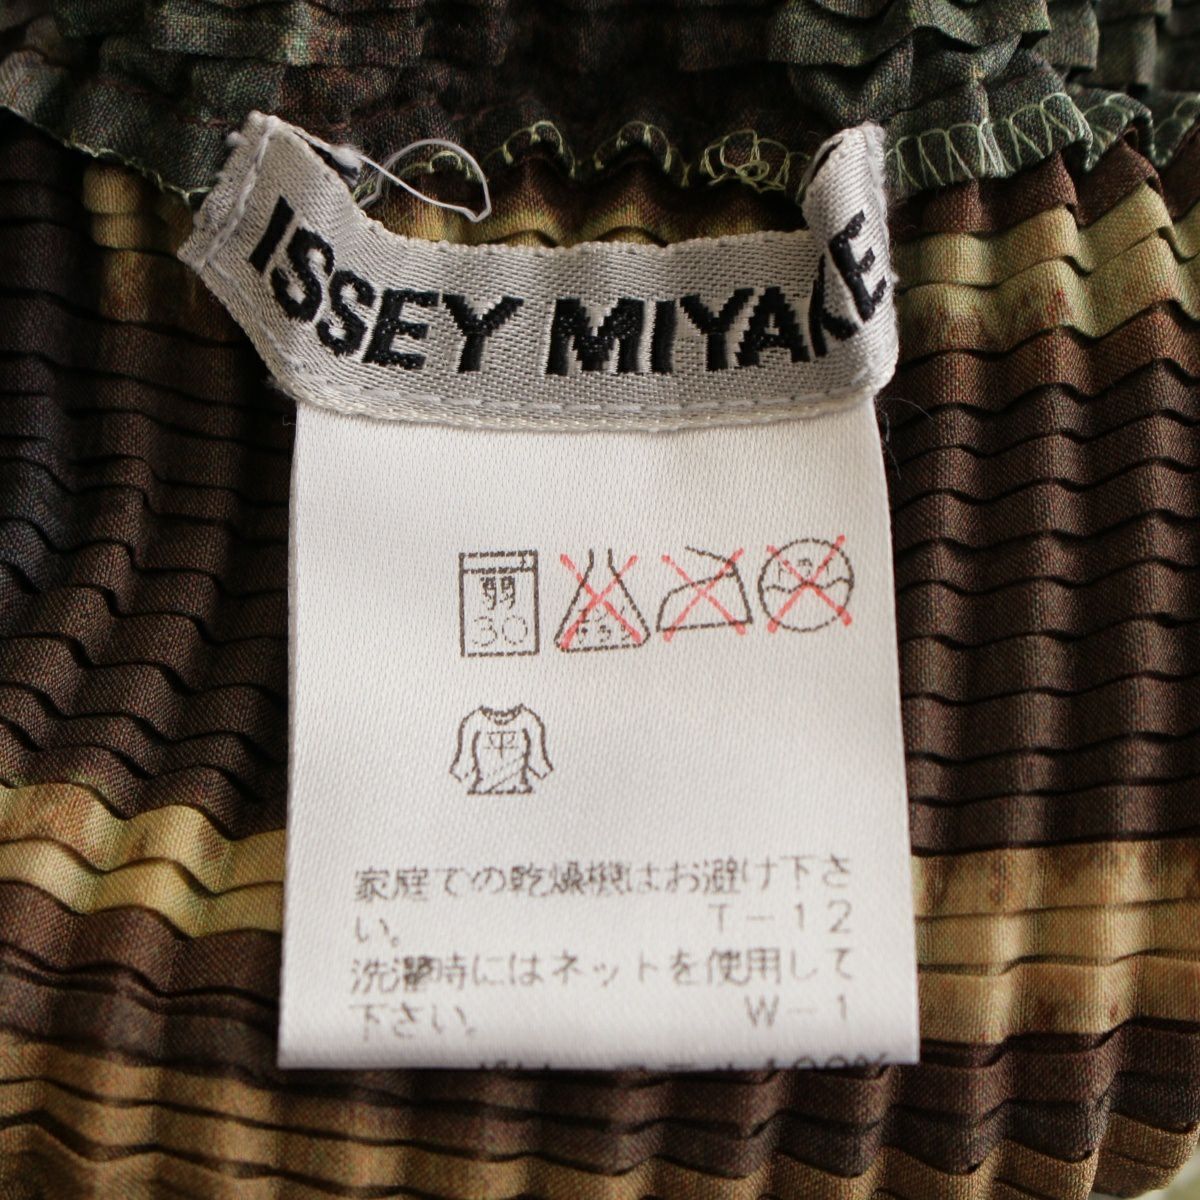 ISSEY MIYAKE
弱
30
平
家庭での乾燥機はお避け下さ
い。 T-12
洗濯時にはネットを使用して
下さい。 W-1
100%